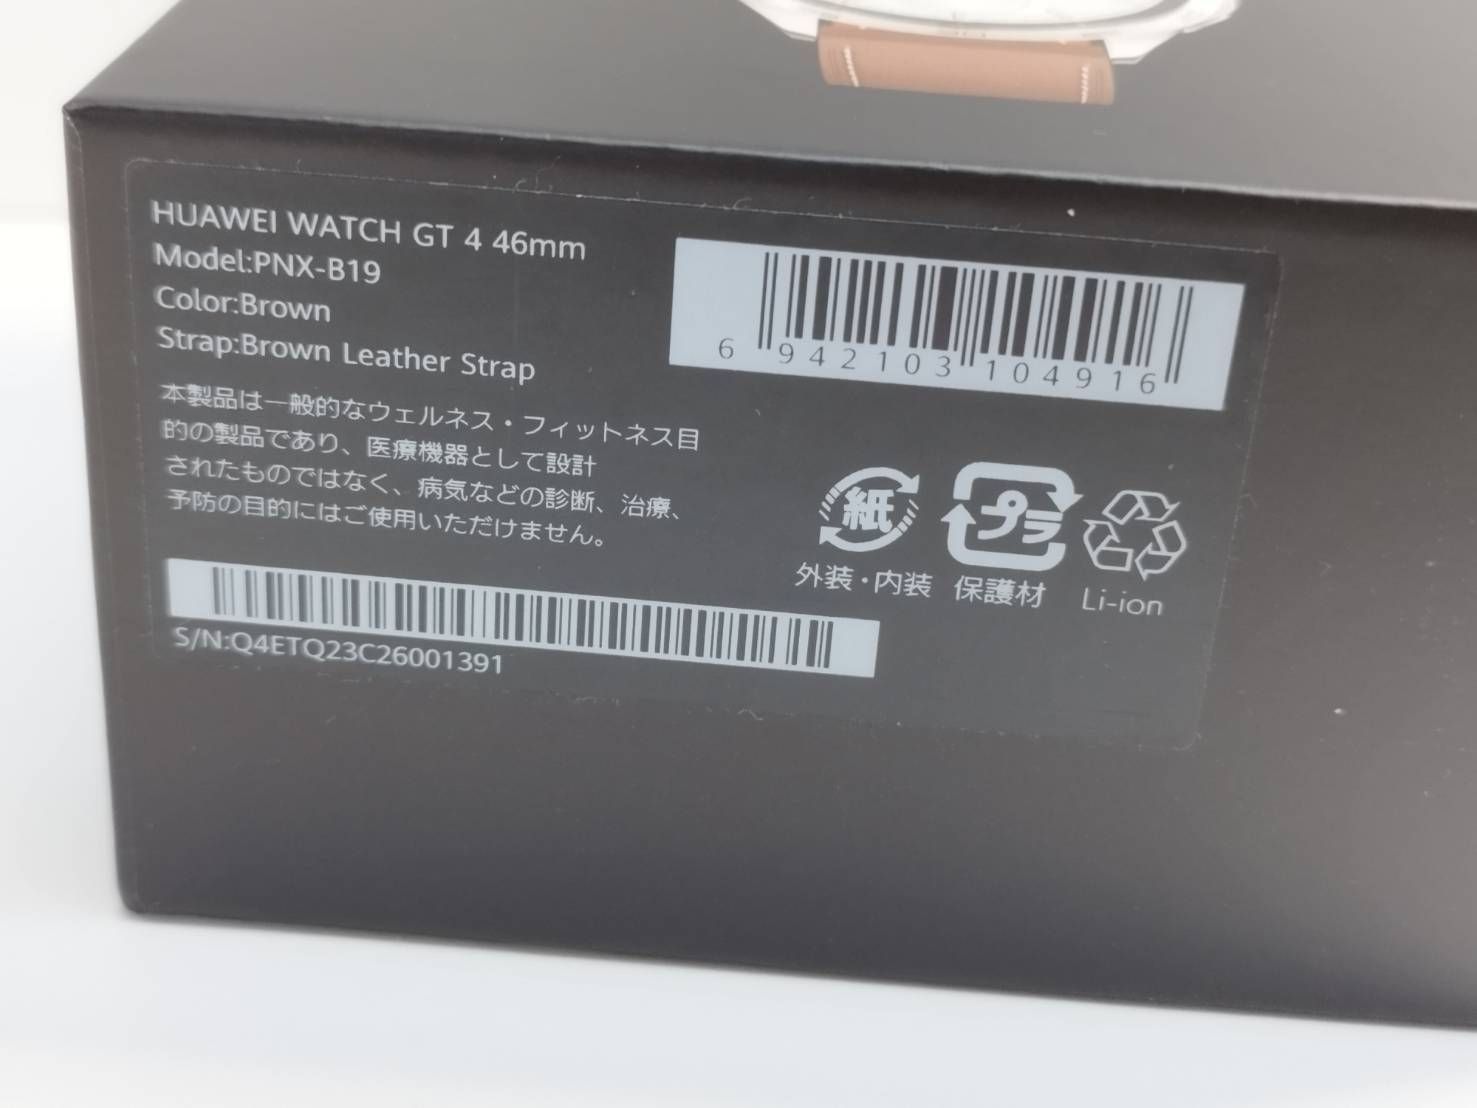 HUAWEI WATCH GT 4 46mm
Model:PNX-B19
Color:Brown
Strap:Brown Leather Strap
本製品は一般的なウェルネス・フィットネス目
的の製品であり、医療機器として設計
されたものではなく、病気などの診断、治療、
予防の目的にはご使用いただけません。
S/N:Q4ETQ23C26001391
6 942103 104916
紙
外装・内装
プラ
保護材
Li-ion